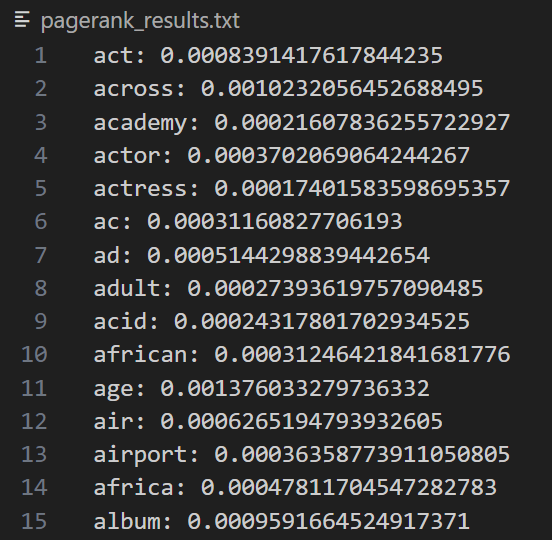 pagerank_results.txt
1 act: 0.0008391417617844235
2 across: 0.0010232056452688495
3 academy: 0.00021607836255722927
4 actor: 0.0003702069064244267
5 actress: 0.00017401583598695357
6 ac: 0.00031160827706193
7 ad: 0.0005144298839442654
8 adult: 0.00027393619757090485
9 acid: 0.00024317801702934525
10 african: 0.00031246421841681776
11 age: 0.001376033279736332
12 air: 0.0006265194793932605
13 airport: 0.00036358773911050805
14 africa: 0.00047811704547282783
15 album: 0.0009591664524917371